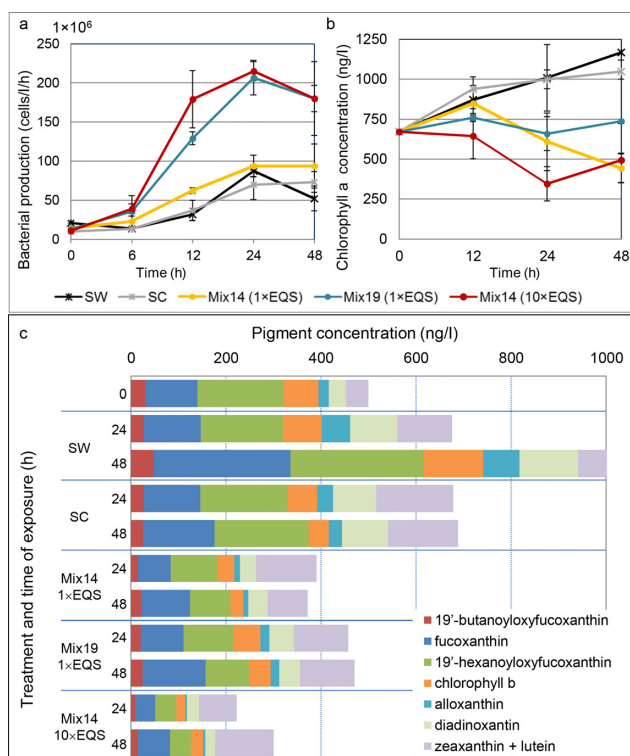 a
1×10⁶
Bacterial production (cells/l/h)
250
200
150
100
50
0
0 6 12 24 48
Time (h)
b
Chlorophyll a concentration (ng/l)
1250
1000
750
500
250
0
0 12 24 48
Time (h)
SW SC Mix14 (1×EQS) Mix19 (1×EQS) Mix14 (10×EQS)
c
Pigment concentration (ng/l)
0 200 400 600 800 1000
Treatment and time of exposure (h)
0
SW
24
48
SC
24
48
Mix14
1×EQS
24
48
Mix19
1×EQS
24
48
Mix14
10×EQS
24
48
19'-butanoyloxyfucoxanthin
fucoxanthin
19'-hexanoyloxyfucoxanthin
chlorophyll b
alloxanthin
diadinoxantin
zeaxanthin + lutein